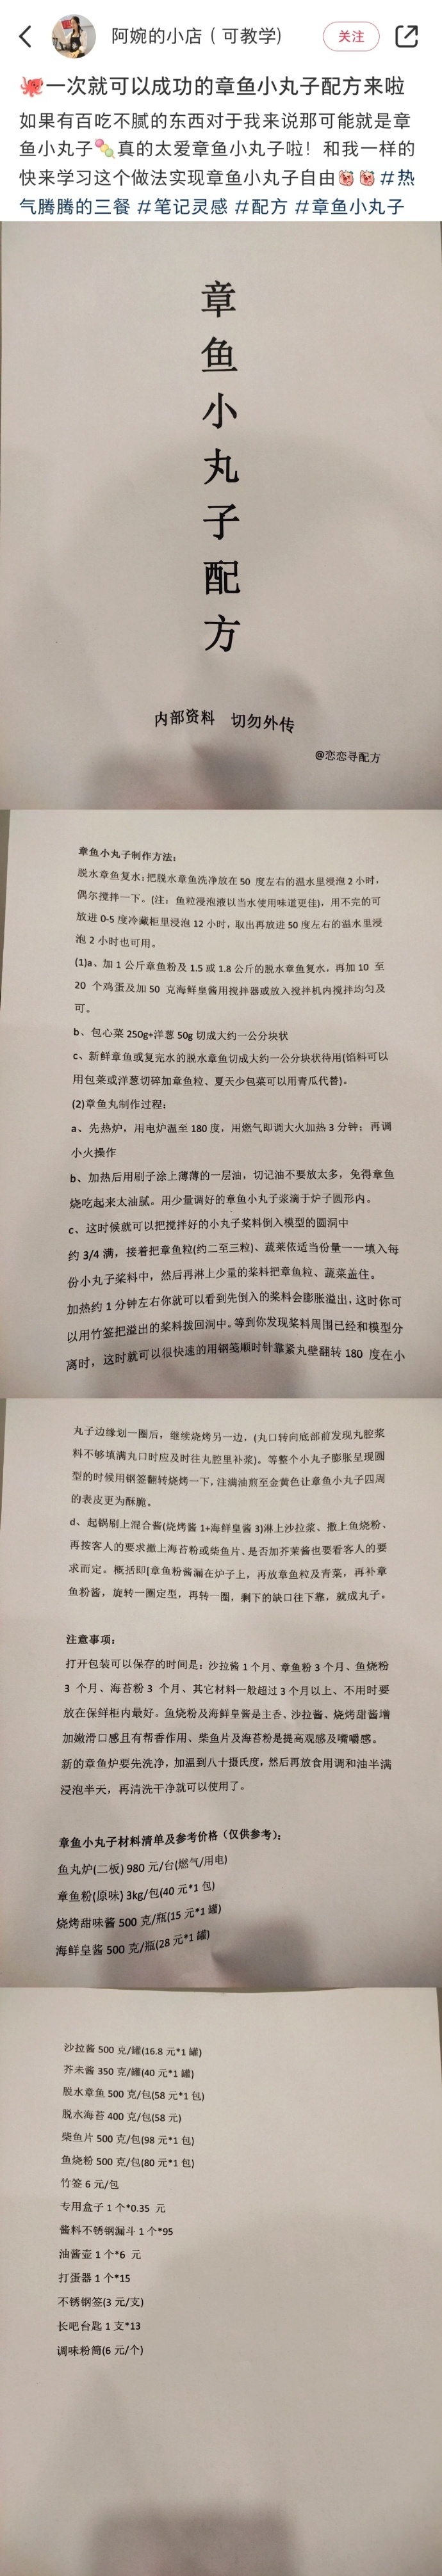 阿婉的小店（可教学）
关注
🐙一次就可以成功的章鱼小丸子配方来啦
如果有百吃不腻的东西对于我来说那可能就是章
鱼小丸子🍡真的太爱章鱼小丸子啦！和我一样的
快来学习这个做法实现章鱼小丸子自由🐷🐷 #热
气腾腾的三餐 #笔记灵感 #配方 #章鱼小丸子
章
鱼
小
丸
子
配
方
内部资料 切勿外传
@恋恋寻配方
章鱼小丸子制作方法：
脱水章鱼复水：把脱水章鱼洗净放在 50 度左右的温水里浸泡 2 小时，
偶尔搅拌一下。(注：鱼粒浸泡液以当水使用味道更佳)，用不完的可
放进 0-5 度冷藏柜里浸泡 12 小时，取出再放进 50 度左右的温水里浸
泡 2 小时也可用。
(1)a、加 1 公斤章鱼粉及 1.5 或 1.8 公斤的脱水章鱼复水，再加 10 至
20 个鸡蛋及加 50 克海鲜皇酱用搅拌器或放入搅拌机内搅拌均匀及
可。
b、包心菜 250g+洋葱 50g 切成大约一公分块状
c、新鲜章鱼或复完水的脱水章鱼切成大约一公分块状待用(馅料可以
用包菜或洋葱切碎加章鱼粒、夏天少包菜可以用青瓜代替)。
(2)章鱼丸制作过程：
a、先热炉，用电炉温至 180 度，用燃气即调大火加热 3 分钟；再调
小火操作
b、加热后用刷子涂上薄薄的一层油，切记油不要放太多，免得章鱼
烧吃起来太油腻。用少量调好的章鱼小丸子浆滴于炉子圆形内。
c、这时候就可以把搅拌好的小丸子桨料倒入模型的圆洞中
约 3/4 满，接着把章鱼粒(约二至三粒)、蔬菜依适当份量一一填入每
份小丸子桨料中，然后再淋上少量的桨料把章鱼粒、蔬菜盖住。
加热约 1 分钟左右你就可以看到先倒入的桨料会膨胀溢出，这时你可
以用竹签把溢出的桨料拨回洞中。等到你发现桨料周围已经和模型分
离时，这时就可以很快速的用钢笺顺时针靠紧丸壁翻转 180 度在小
丸子边缘划一圈后，继续烧烤另一边，(丸口转向底部前发现丸腔浆
料不够填满丸口时应及时往丸腔里补浆)。等整个小丸子膨胀呈现圆
型的时候用钢签翻转烧烤一下，注满油煎至金黄色让章鱼小丸子四周
的表皮更为酥脆。
d、起锅刷上混合酱(烧烤酱 1+海鲜皇酱 3)淋上沙拉浆、撒上鱼烧粉、
再按客人的要求撒上海苔粉或柴鱼片、是否加芥茉酱也要看客人的要
求而定。概括即[章鱼粉酱漏在炉子上，再放章鱼粒及青菜，再补章
鱼粉酱，旋转一圈定型，再转一圈，剩下的缺口往下靠，就成丸子。
注意事项：
打开包装可以保存的时间是：沙拉酱 1 个月、章鱼粉 3 个月、鱼烧粉
3 个月、海苔粉 3 个月、其它材料一般超过 3 个月以上、不用时要
放在保鲜柜内最好。鱼烧粉及海鲜皇酱是主香、沙拉酱、烧烤甜酱增
加嫩滑口感且有帮香作用、柴鱼片及海苔粉是提高观感及嘴嚼感。
新的章鱼炉要先洗净，加温到八十摄氏度，然后再放食用调和油半满
浸泡半天，再清洗干净就可以使用了。
章鱼小丸子材料清单及参考价格（仅供参考）：
鱼丸炉(二板) 980 元/台(燃气/用电)
章鱼粉(原味) 3kg/包(40 元*1 包)
烧烤甜味酱 500 克/瓶(15 元*1 罐)
海鲜皇酱 500 克/瓶(28 元*1 罐)
沙拉酱 500 克/罐(16.8 元*1 罐)
芥末酱 350 克/罐(40 元*1 罐)
脱水章鱼 500 克/包(58 元*1 包)
脱水海苔 400 克/包(58 元)
柴鱼片 500 克/包(98 元*1 包)
鱼烧粉 500 克/包(80 元*1 包)
竹签 6 元/包
专用盒子 1 个*0.35 元
酱料不锈钢漏斗 1 个*95
油酱壶 1 个*6 元
打蛋器 1 个*15
不锈钢签(3 元/支)
长吧台匙 1 支*13
调味粉筒(6 元/个)